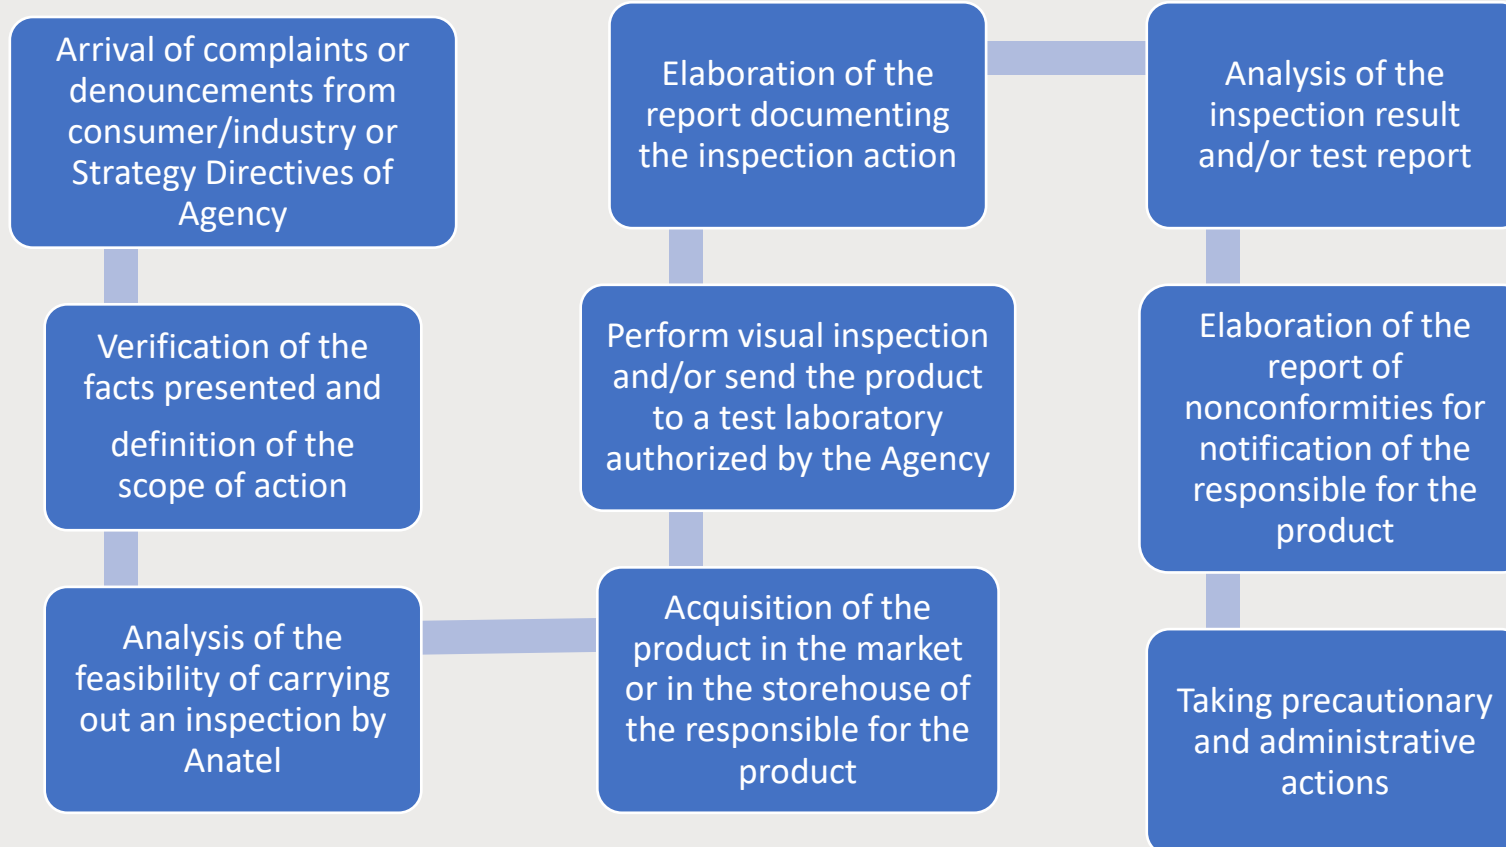 Arrival of complaints or
denouncements from
consumer/industry or
Strategy Directives of
Agency
Verification of the
facts presented and
definition of the
scope of action
Analysis of the
feasibility of carrying
out an inspection by
Anatel
Acquisition of the
product in the market
or in the storehouse of
the responsible for the
product
Perform visual inspection
and/or send the product
to a test laboratory
authorized by the Agency
Elaboration of the
report documenting
the inspection action
Analysis of the
inspection result
and/or test report
Elaboration of the
report of
nonconformities for
notification of the
responsible for the
product
Taking precautionary
and administrative
actions